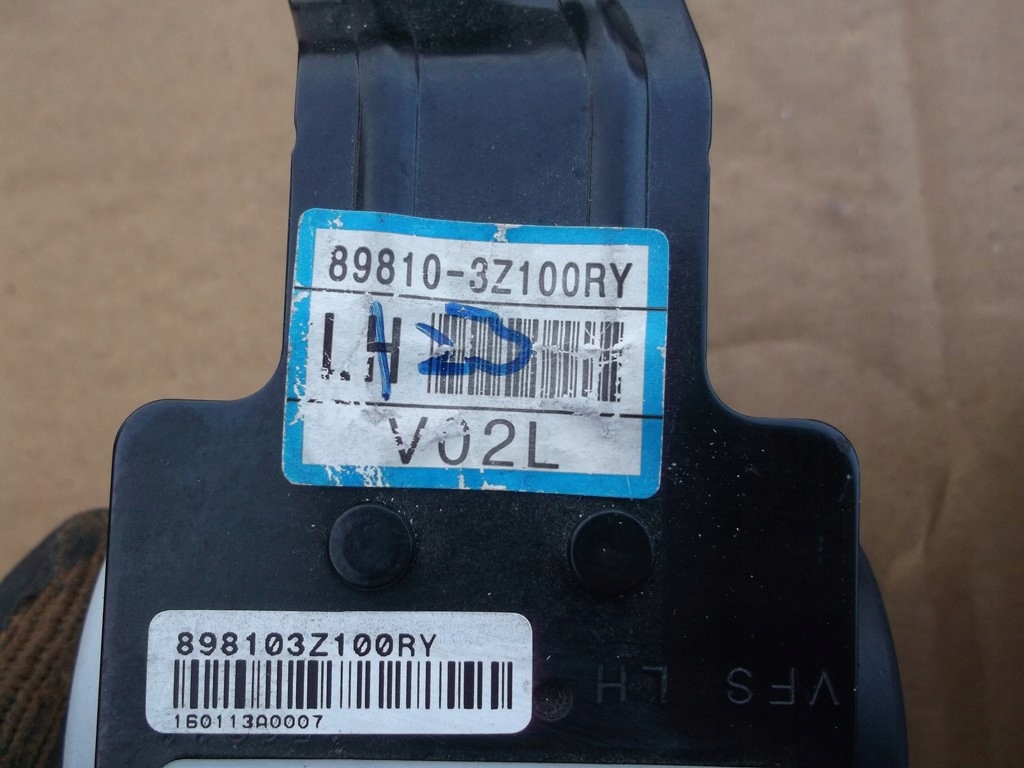 89810-3Z100RY
LH
V02L
898103Z100RY
160113A0007
VFS LH